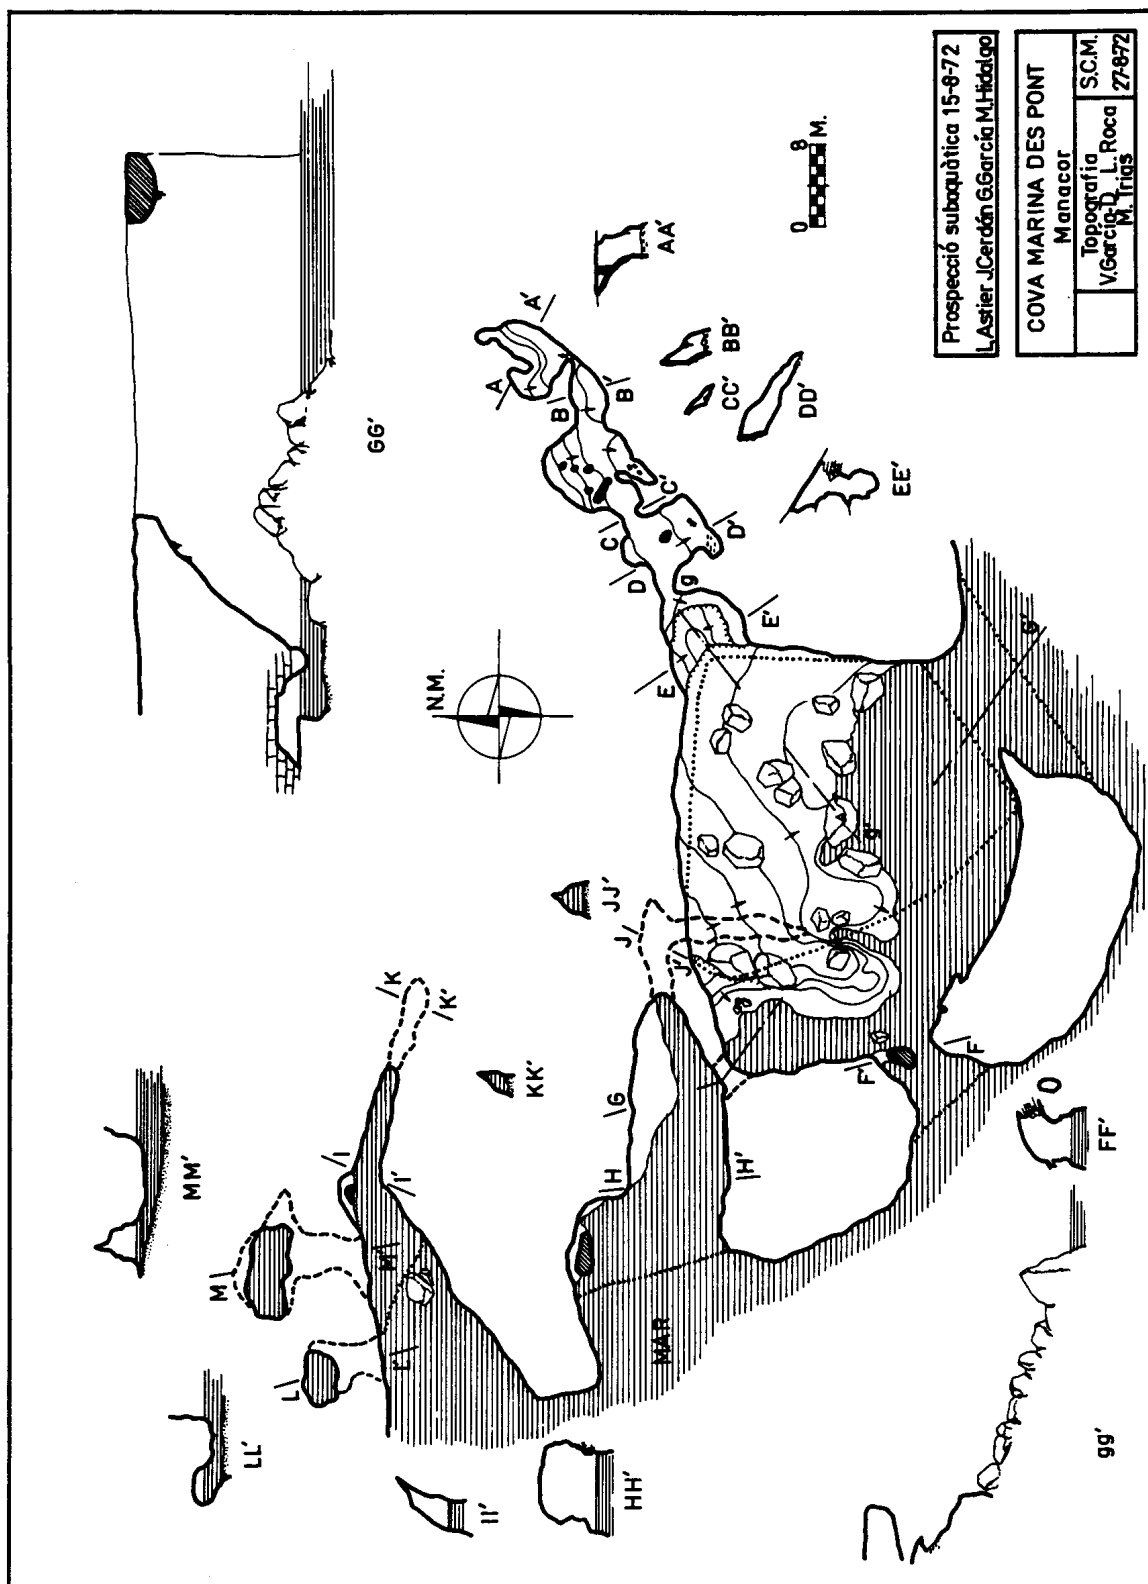 Prospecció subaquàtica 15-8-72
L.Astier J.Cerdán G.García M.Hidalgo
COVA MARINA DES PONT
Manacor
Topografia
V.García-D. L.Roca
M. Trias
S.C.M.
27-8-72
0 8 M.
N.M.
GG'
AA'
BB'
CC'
DD'
EE'
FF'
gg'
HH'
II'
JJ'
KK'
LL'
MM'
A
A'
B
B'
C
C'
D
D'
g
E
E'
G'
g'
F
F'
J
J'
K
K'
G
H
H'
I
I'
M
M'
L
L'
MAR